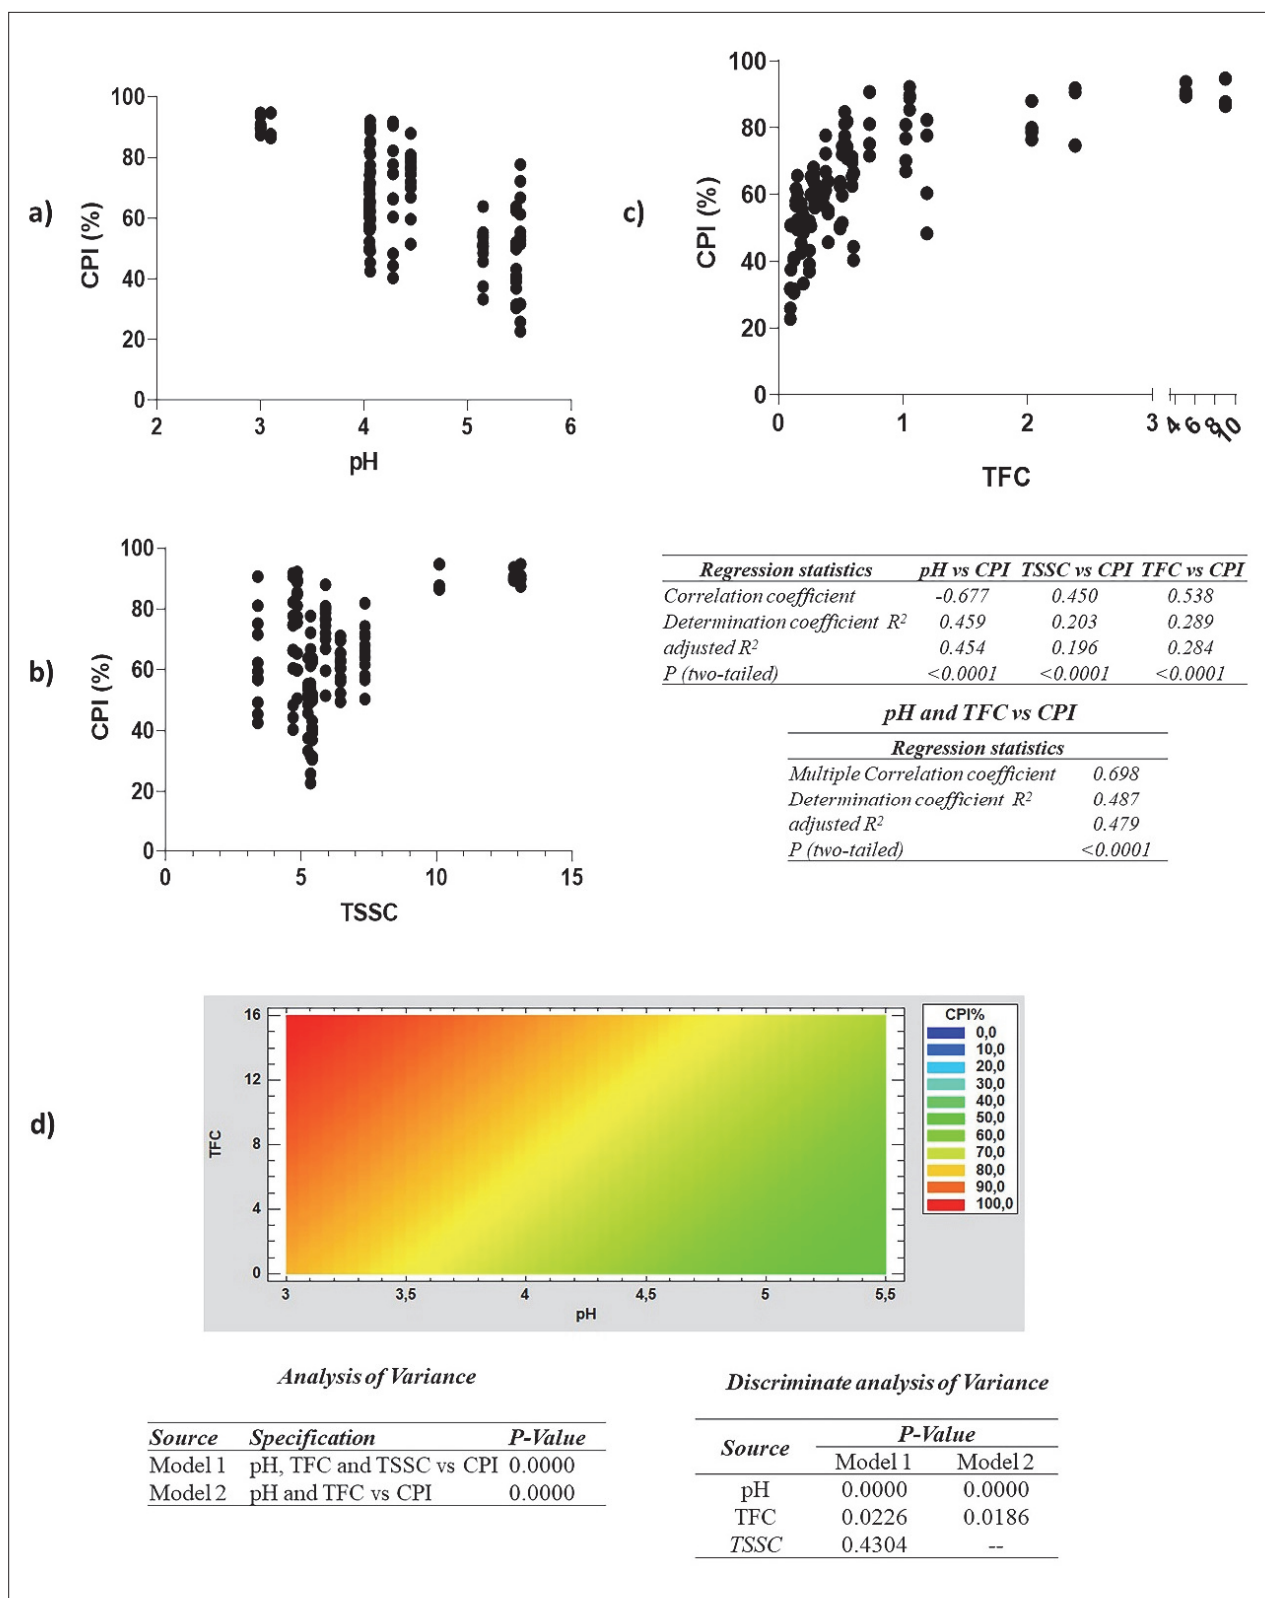 a)
CPI (%)
100
80
60
40
20
0
2 3 4 5 6
pH
c)
CPI (%)
100
80
60
40
20
0
0 1 2 3 4 6 8 10
TFC
b)
CPI (%)
100
80
60
40
20
0
0 5 10 15
TSSC
Regression statistics pH vs CPI TSSC vs CPI TFC vs CPI
Correlation coefficient -0.677 0.450 0.538
Determination coefficient R² 0.459 0.203 0.289
adjusted R² 0.454 0.196 0.284
P (two-tailed) <0.0001 <0.0001 <0.0001
pH and TFC vs CPI
Regression statistics
Multiple Correlation coefficient 0.698
Determination coefficient R² 0.487
adjusted R² 0.479
P (two-tailed) <0.0001
d)
TFC
16
12
8
4
0
3 3,5 4 4,5 5 5,5
pH
CPI%
0,0
10,0
20,0
30,0
40,0
50,0
60,0
70,0
80,0
90,0
100,0
Analysis of Variance
Source Specification P-Value
Model 1 pH, TFC and TSSC vs CPI 0.0000
Model 2 pH and TFC vs CPI 0.0000
Discriminate analysis of Variance
Source P-Value
Model 1 Model 2
pH 0.0000 0.0000
TFC 0.0226 0.0186
TSSC 0.4304 --